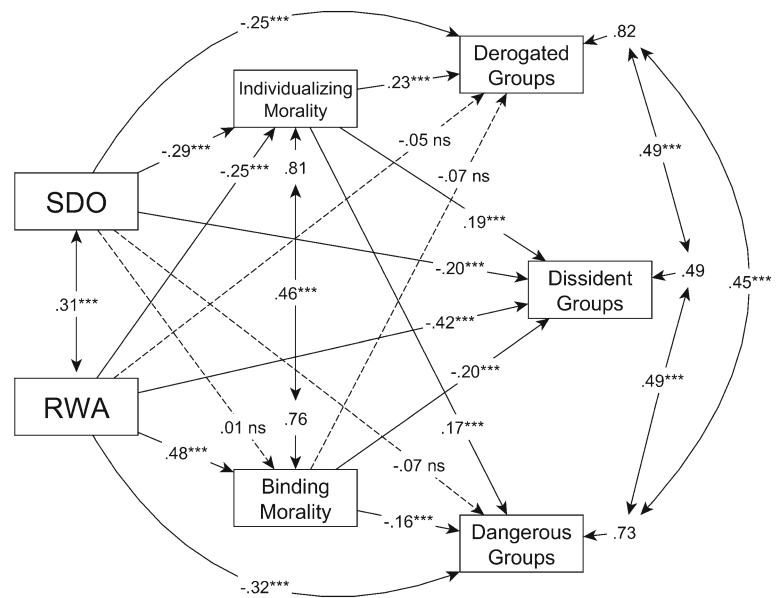 -.25***
.82
Derogated
Groups
Individualizing
Morality
.23***
-.05 ns
-.29***
.49***
-.25***
.81
-.07 ns
SDO
.19***
-.20***
.49
Dissident
Groups
.45***
.31***
.46***
-.42***
-.20***
.49***
RWA
.76
.01 ns
.17***
.48***
-.07 ns
Binding
Morality
-.16***
Dangerous
Groups
.73
-.32***